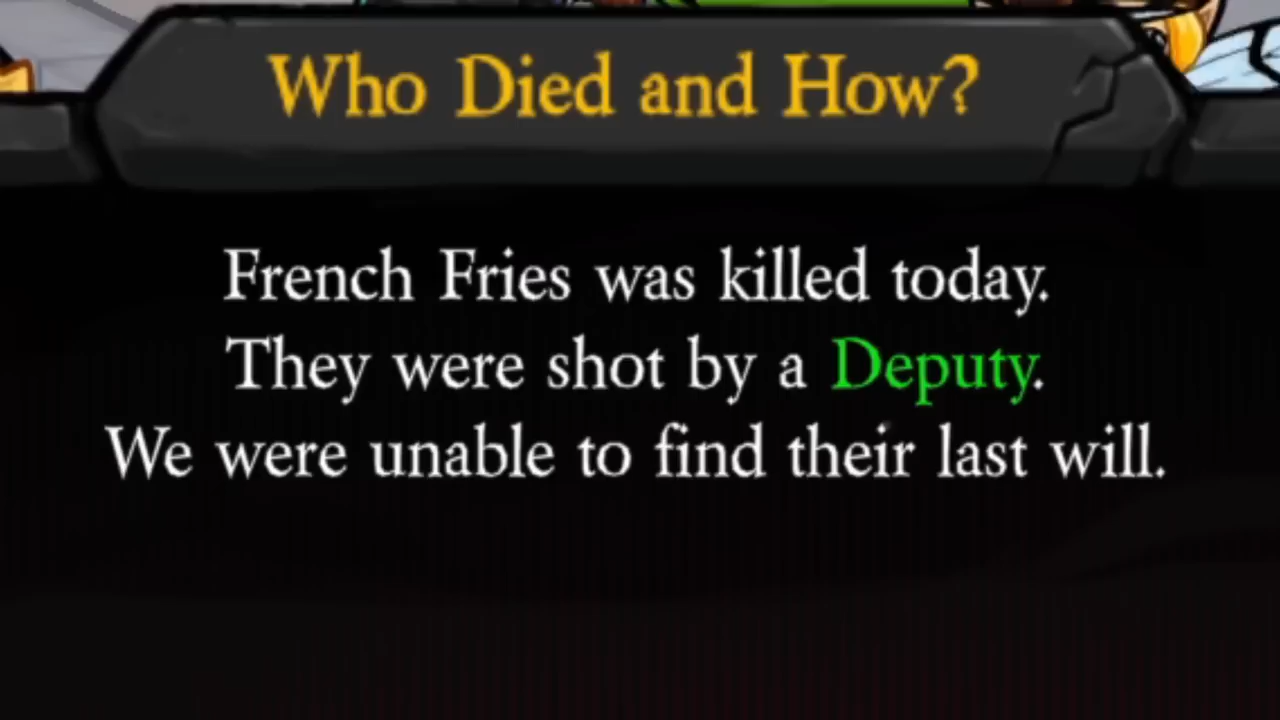 Who Died and How?
French Fries was killed today.
They were shot by a Deputy.
We were unable to find their last will.